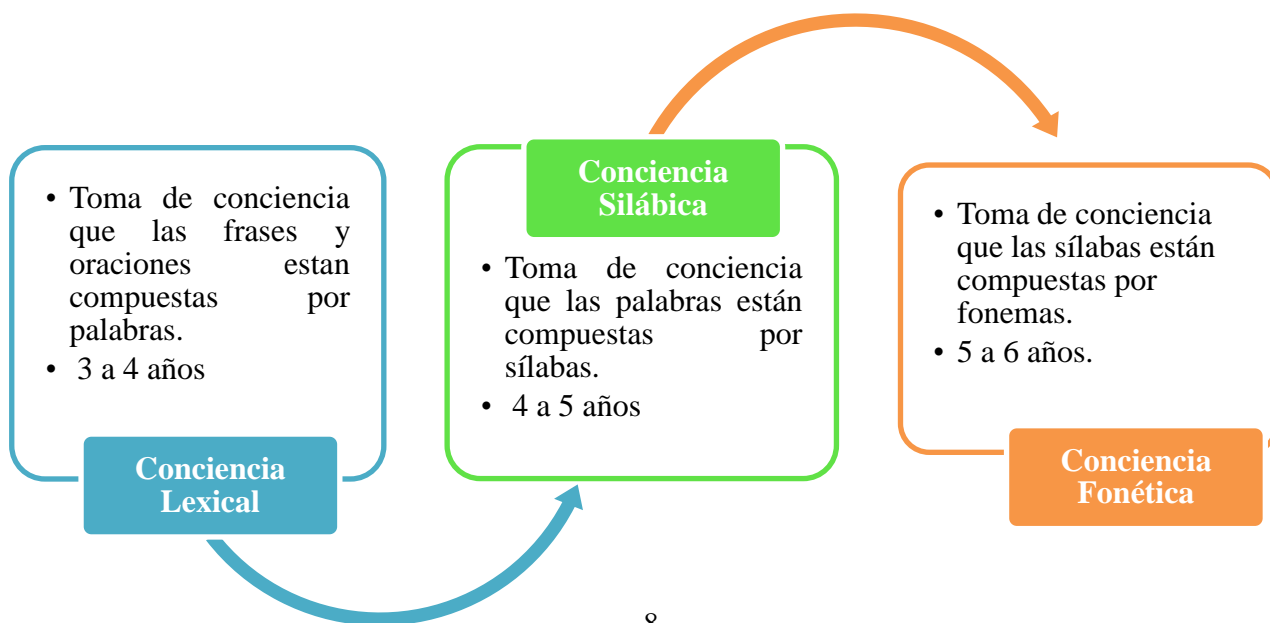 • Toma de conciencia
que las frases y
oraciones estan
compuestas por
palabras.
• 3 a 4 años
Conciencia
Lexical
Conciencia
Silábica
• Toma de conciencia
que las palabras están
compuestas por
sílabas.
• 4 a 5 años
• Toma de conciencia
que las sílabas están
compuestas por
fonemas.
• 5 a 6 años.
Conciencia
Fonética
8